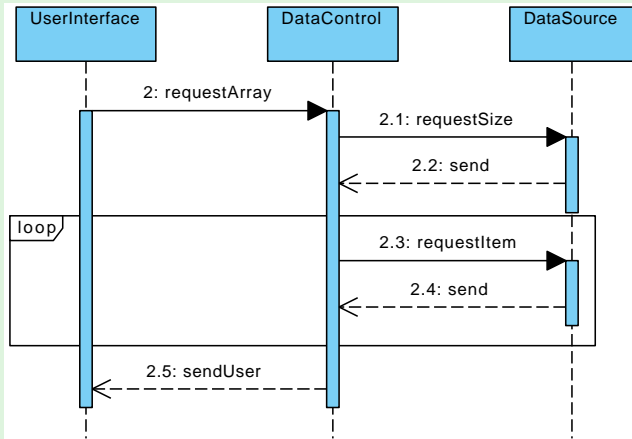 UserInterface
DataControl
DataSource
2: requestArray
2.1: requestSize
2.2: send
loop
2.3: requestItem
2.4: send
2.5: sendUser